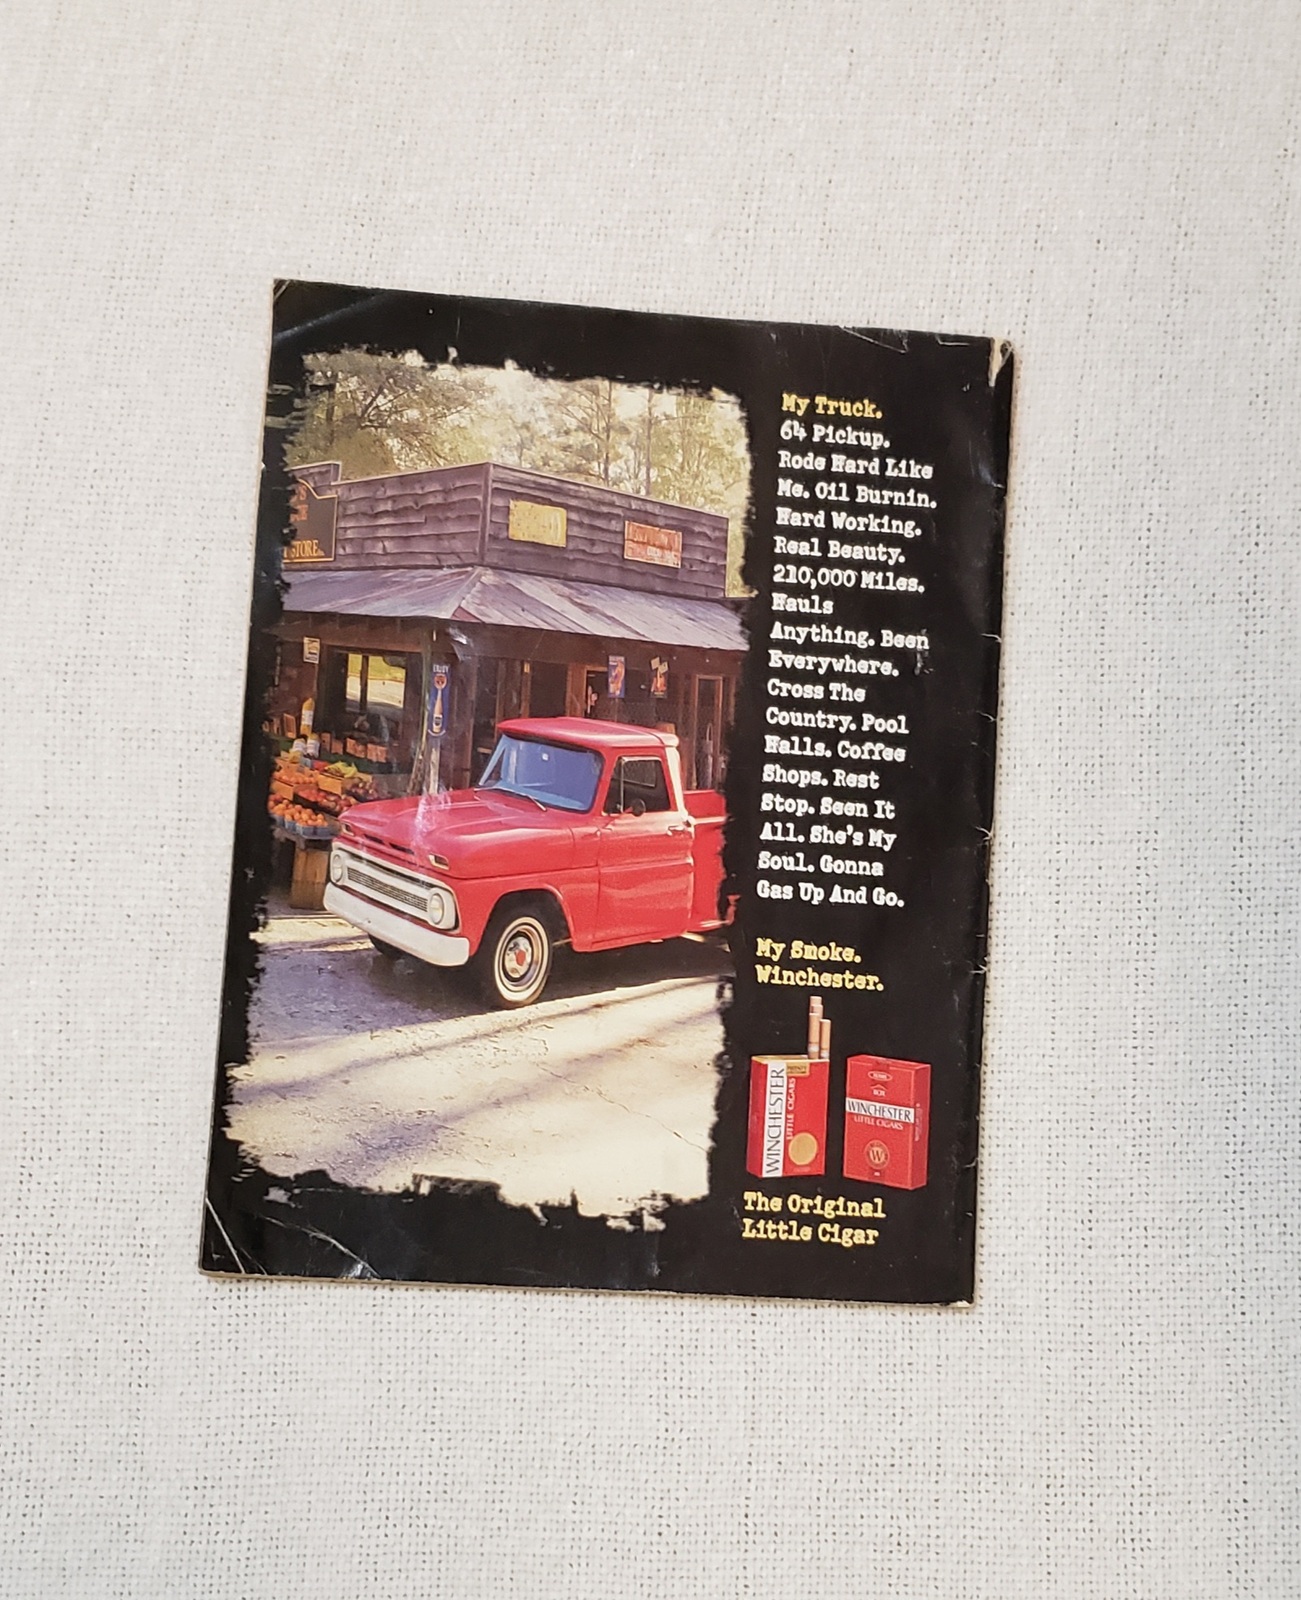 STORE
My Truck.
64 Pickup.
Rode Hard Like
Me. Oil Burnin.
Hard Working.
Real Beauty.
210,000 Miles.
Hauls
Anything. Been
Everywhere.
Cross The
Country. Pool
Halls. Coffee
Shops. Rest
Stop. Seen It
All. She's My
Soul. Gonna
Gas Up And Go.
My Smoke.
Winchester.
WINCHESTER
LITTLE CIGARS
BOX
WINCHESTER
LITTLE CIGARS
W
The Original
Little Cigar